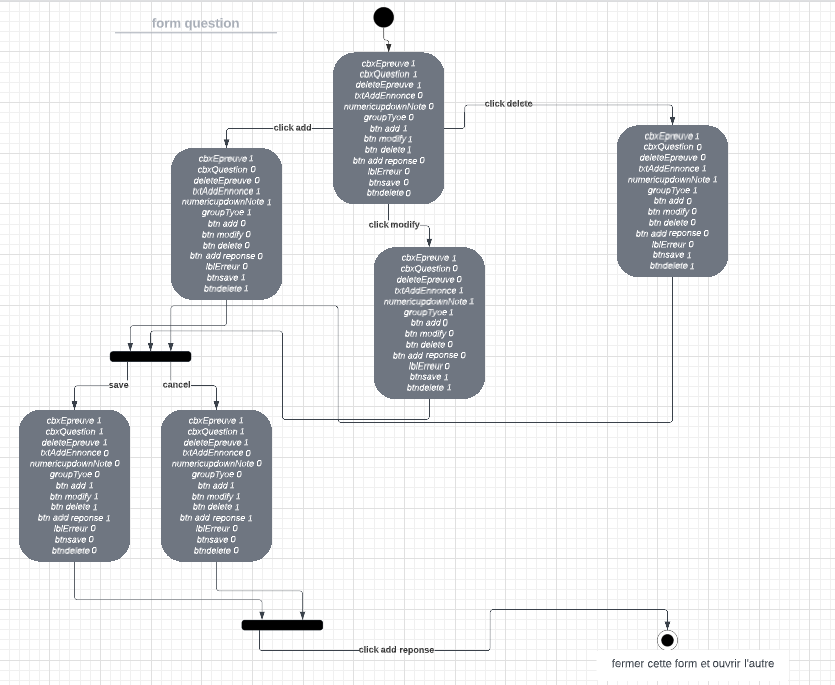 form question
cbxEpreuve 1
cbxQuestion 1
deleteEpreuve 1
txtAddEnnonce 0
numericupdownNote 0
groupType 0
btn add 1
btn modify 1
btn delete 1
btn add reponse 0
lblErreur 0
btnsave 0
btndelete 0
click add
click delete
click modify
cbxEpreuve 1
cbxQuestion 0
deleteEpreuve 0
txtAddEnnonce 1
numericupdownNote 1
groupType 1
btn add 0
btn modify 0
btn delete 0
btn add reponse 0
lblErreur 0
btnsave 1
btndelete 1
cbxEpreuve 1
cbxQuestion 0
deleteEpreuve 0
txtAddEnnonce 1
numericupdownNote 1
groupType 1
btn add 0
btn modify 0
btn delete 0
btn add reponse 0
lblErreur 0
btnsave 1
btndelete 1
cbxEpreuve 1
cbxQuestion 0
deleteEpreuve 0
txtAddEnnonce 1
numericupdownNote 1
groupType 1
btn add 0
btn modify 0
btn delete 0
btn add reponse 0
lblErreur 0
btnsave 1
btndelete 1
save
cancel
cbxEpreuve 1
cbxQuestion 1
deleteEpreuve 1
txtAddEnnonce 0
numericupdownNote 0
groupType 0
btn add 1
btn modify 1
btn delete 1
btn add reponse 1
lblErreur 0
btnsave 0
btndelete 0
cbxEpreuve 1
cbxQuestion 1
deleteEpreuve 1
txtAddEnnonce 0
numericupdownNote 0
groupType 0
btn add 1
btn modify 1
btn delete 1
btn add reponse 1
lblErreur 0
btnsave 0
btndelete 0
click add reponse
fermer cette form et ouvrir l'autre